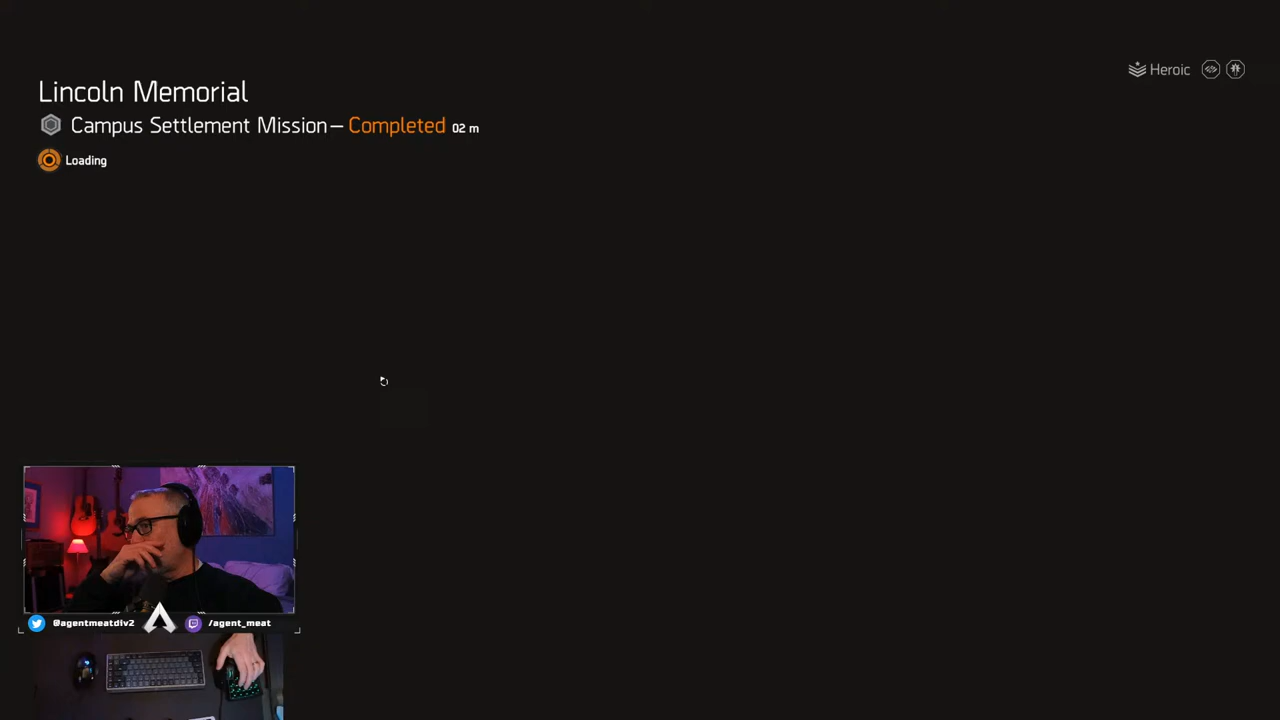 Heroic
Lincoln Memorial
Campus Settlement Mission – Completed 02 m
Loading
@agentmeatdiv2
/agent_meat